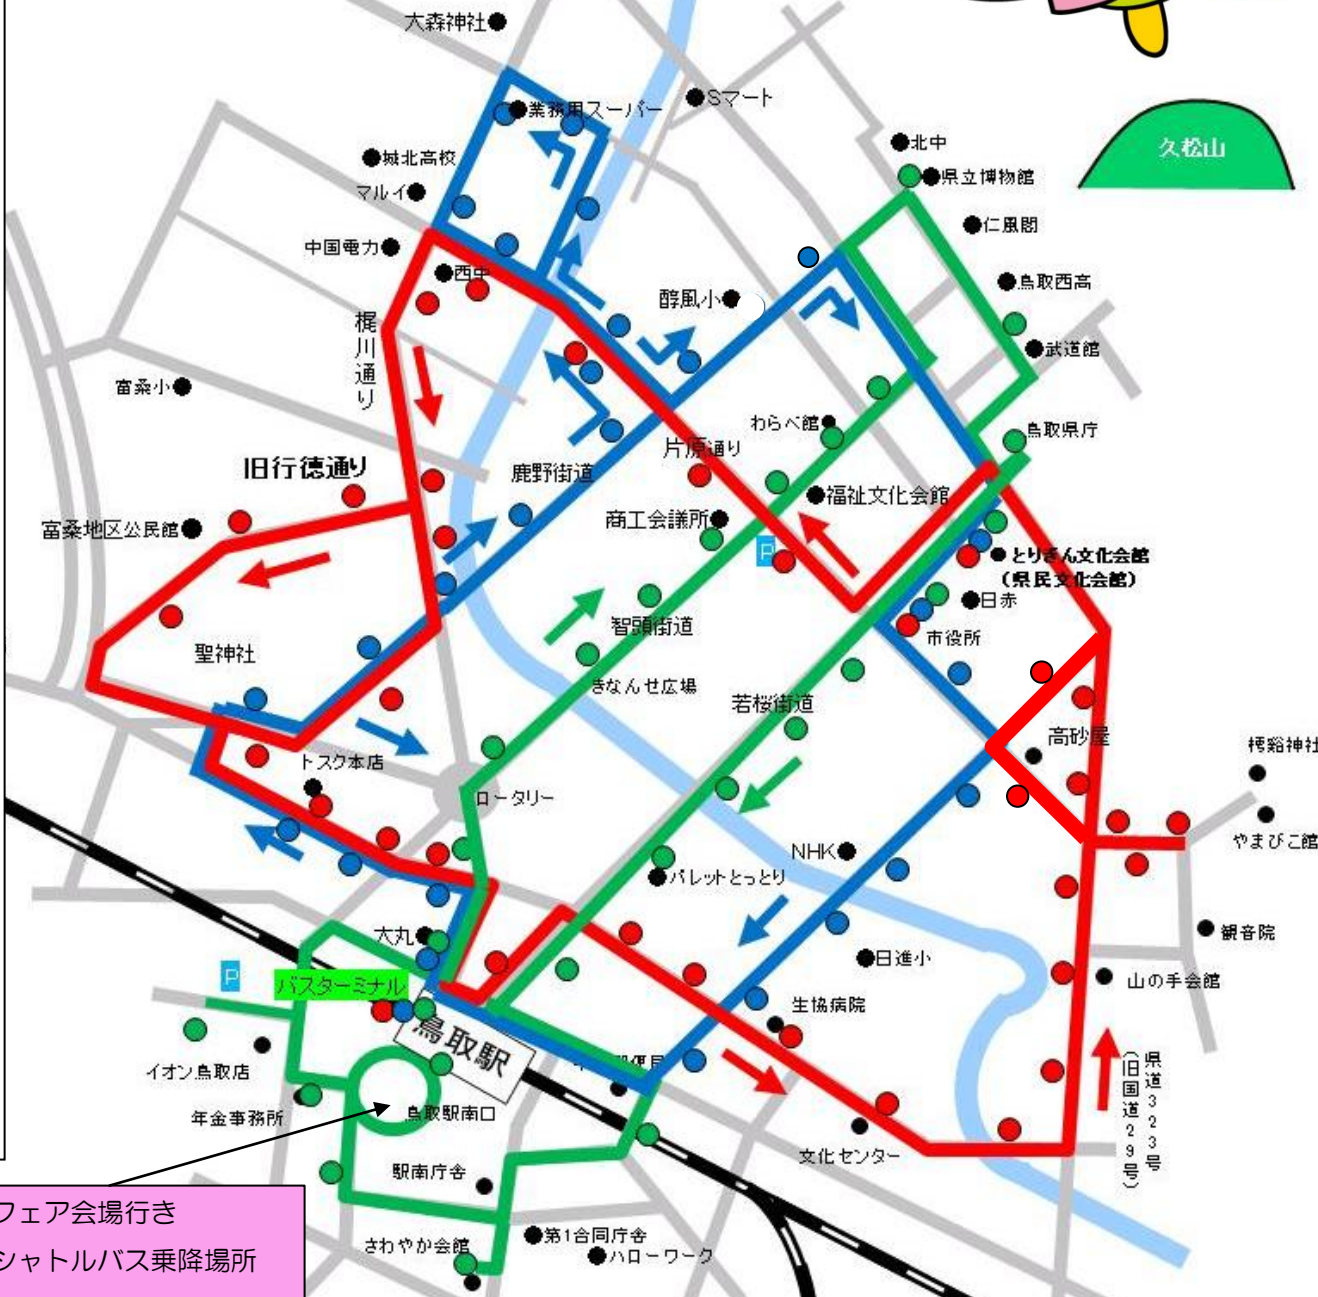 大森神社
Sマート
業務用スーパー
北中
久松山
城北高校
県立博物館
マルイ
仁風閣
中国電力
西中
鳥取西高
醇風小
梶川通り
武道館
富桑小
わらべ館
鳥取県庁
片原通り
旧行徳通り
鹿野街道
福祉文化会館
商工会議所
富桑地区公民館
P
とりぎん文化会館
(県民文化会館)
日赤
智頭街道
市役所
聖神社
きなんせ広場
若桜街道
高砂屋
樗谿神社
トスク本店
ロータリー
やまびこ館
NHK
パレットとっとり
大丸
観音院
日進小
P
バスターミナル
山の手会館
生協病院
鳥取駅
イオン鳥取店
県道323号
(旧国道29号)
年金事務所
鳥取駅南口
文化センター
駅南庁舎
フェア会場行き
シャトルバス乗降場所
第1合同庁舎
さわやか会館
ハローワーク